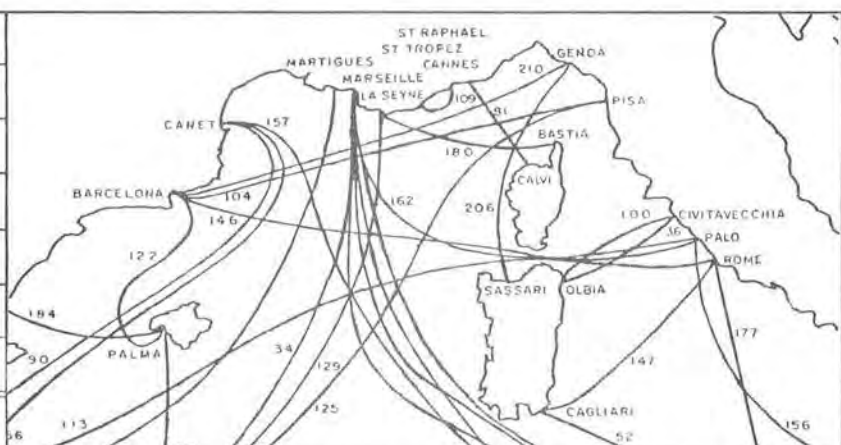 ST RAPHAEL
ST TROPEZ
GENOA
MARTIGUES
CANNES
210
MARSEILLE
LA SEYNE
109
91
PISA
CANET
157
BASTIA
180
CALVI
BARCELONA
104
162
146
206
100
CIVITAVECCHIA
36
PALO
122
ROME
SASSARI
OLBIA
184
177
PALMA
34
90
129
147
125
113
CAGLIARI
156
52